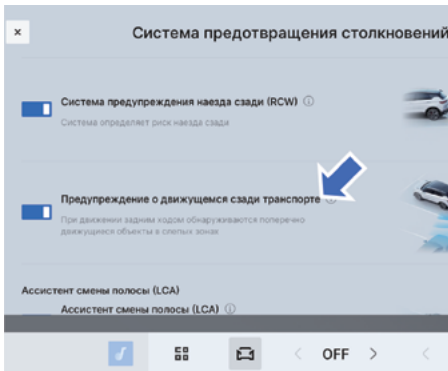 Система предотвращения столкновений
Система предупреждения наезда сзади (RCW)
Система определяет риск наезда сзади
Предупреждение о движущемся сзади транспорте
При движении задним ходом обнаруживаются поперечно
движущиеся объекты в слепых зонах
Ассистент смены полосы (LCA)
Ассистент смены полосы (LCA)
OFF